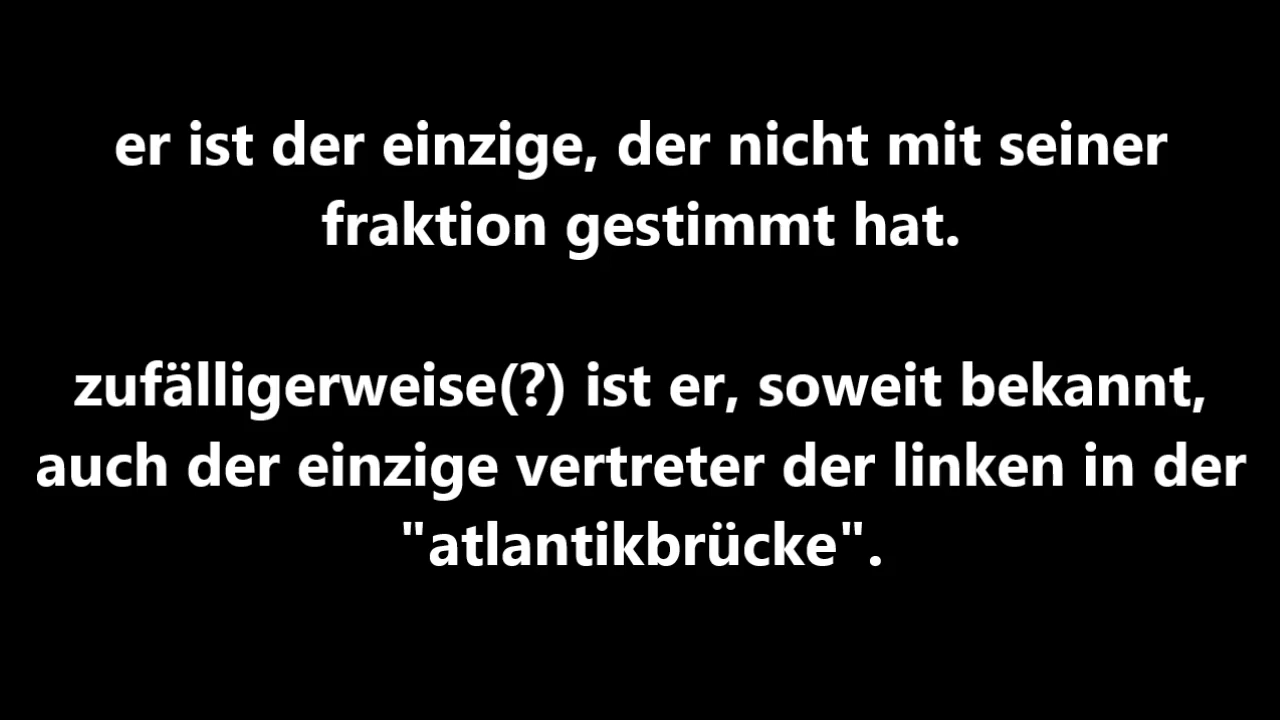 er ist der einzige, der nicht mit seiner
fraktion gestimmt hat.
zufälligerweise(?) ist er, soweit bekannt,
auch der einzige vertreter der linken in der
"atlantikbrücke".